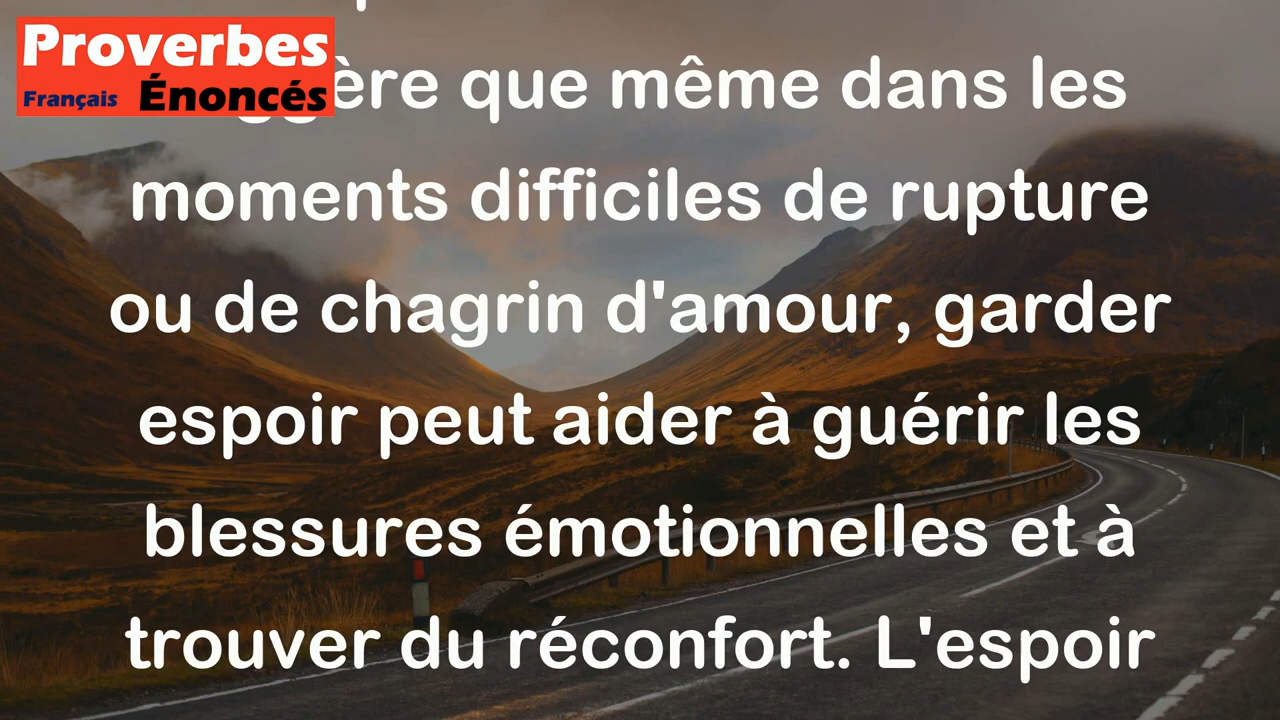 Proverbes
Français Énoncés
que même dans les
moments difficiles de rupture
ou de chagrin d'amour, garder
espoir peut aider à guérir les
blessures émotionnelles et à
trouver du réconfort. L'espoir